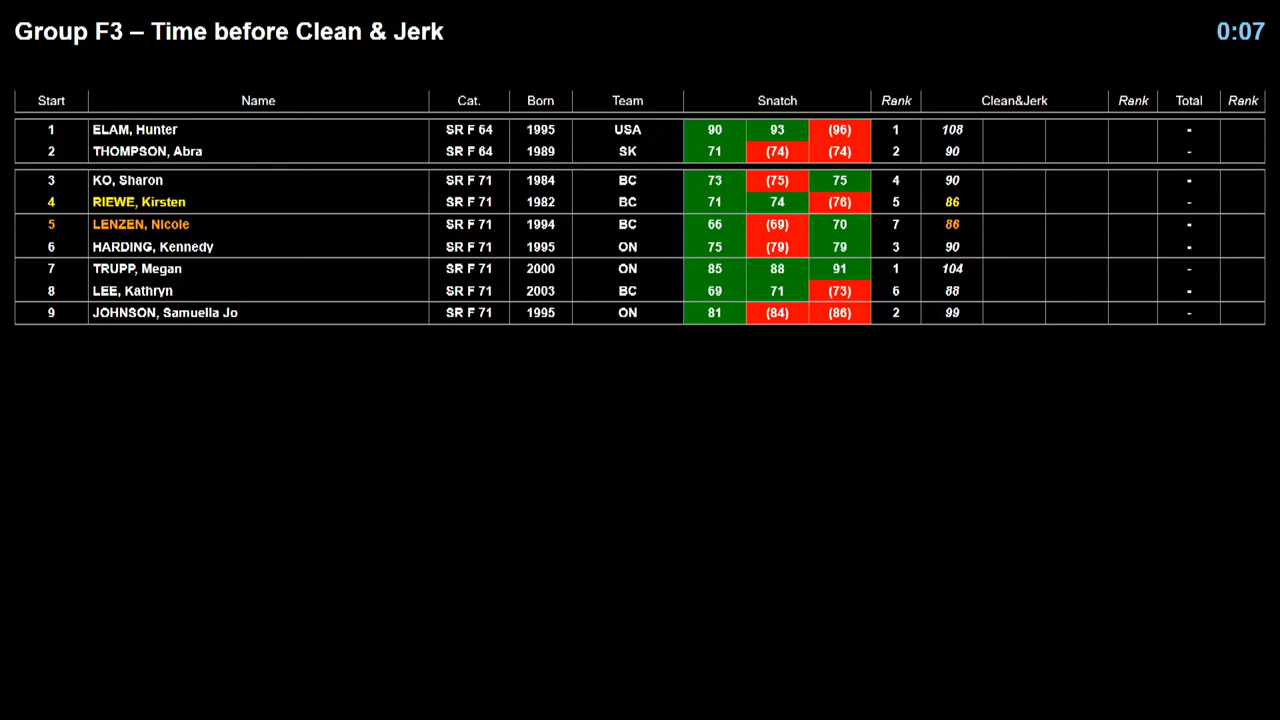 Group F3 – Time before Clean & Jerk 0:07
Start Name Cat. Born Team Snatch Rank Clean&Jerk Rank Total Rank
1 ELAM, Hunter SR F 64 1995 USA 90 93 (96) 1 108 -
2 THOMPSON, Abra SR F 64 1989 SK 71 (74) (74) 2 90 -
3 KO, Sharon SR F 71 1984 BC 73 (75) 75 4 90 -
4 RIEWE, Kirsten SR F 71 1982 BC 71 74 (76) 5 86 -
5 LENZEN, Nicole SR F 71 1994 BC 66 (69) 70 7 86 -
6 HARDING, Kennedy SR F 71 1995 ON 75 (79) 79 3 90 -
7 TRUPP, Megan SR F 71 2000 ON 85 88 91 1 104 -
8 LEE, Kathryn SR F 71 2003 BC 69 71 (73) 6 88 -
9 JOHNSON, Samuella Jo SR F 71 1995 ON 81 (84) (86) 2 99 -